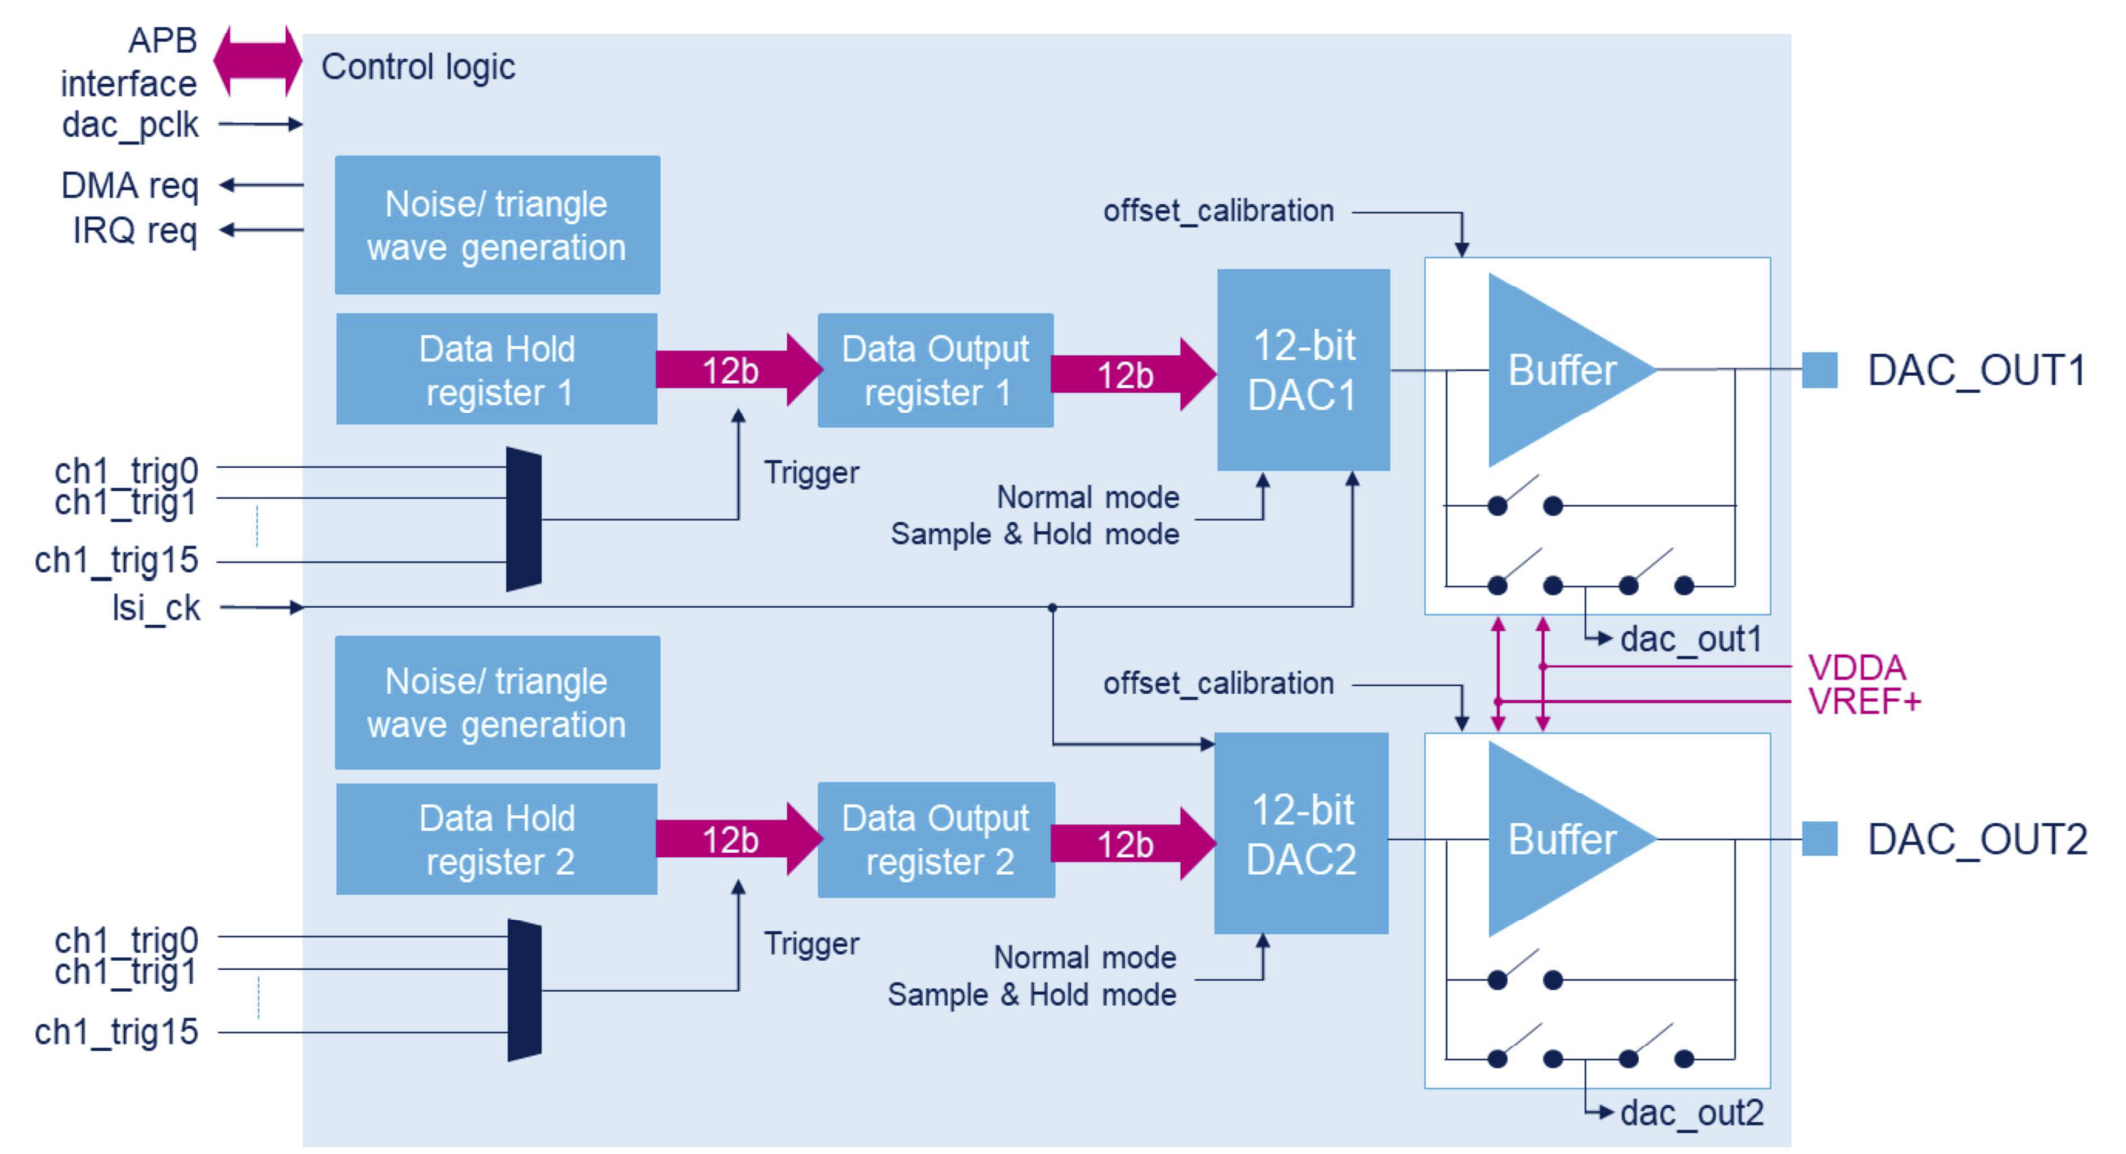 APB
interface
Control logic
dac_pclk
DMA req
IRQ req
Noise/ triangle
wave generation
offset_calibration
Data Hold
register 1
12b
Data Output
register 1
12b
12-bit
DAC1
Buffer
DAC_OUT1
ch1_trig0
ch1_trig1
ch1_trig15
Trigger
Normal mode
Sample & Hold mode
lsi_ck
dac_out1
VDDA
VREF+
Noise/ triangle
wave generation
offset_calibration
Data Hold
register 2
12b
Data Output
register 2
12b
12-bit
DAC2
Buffer
DAC_OUT2
ch1_trig0
ch1_trig1
ch1_trig15
Trigger
Normal mode
Sample & Hold mode
dac_out2